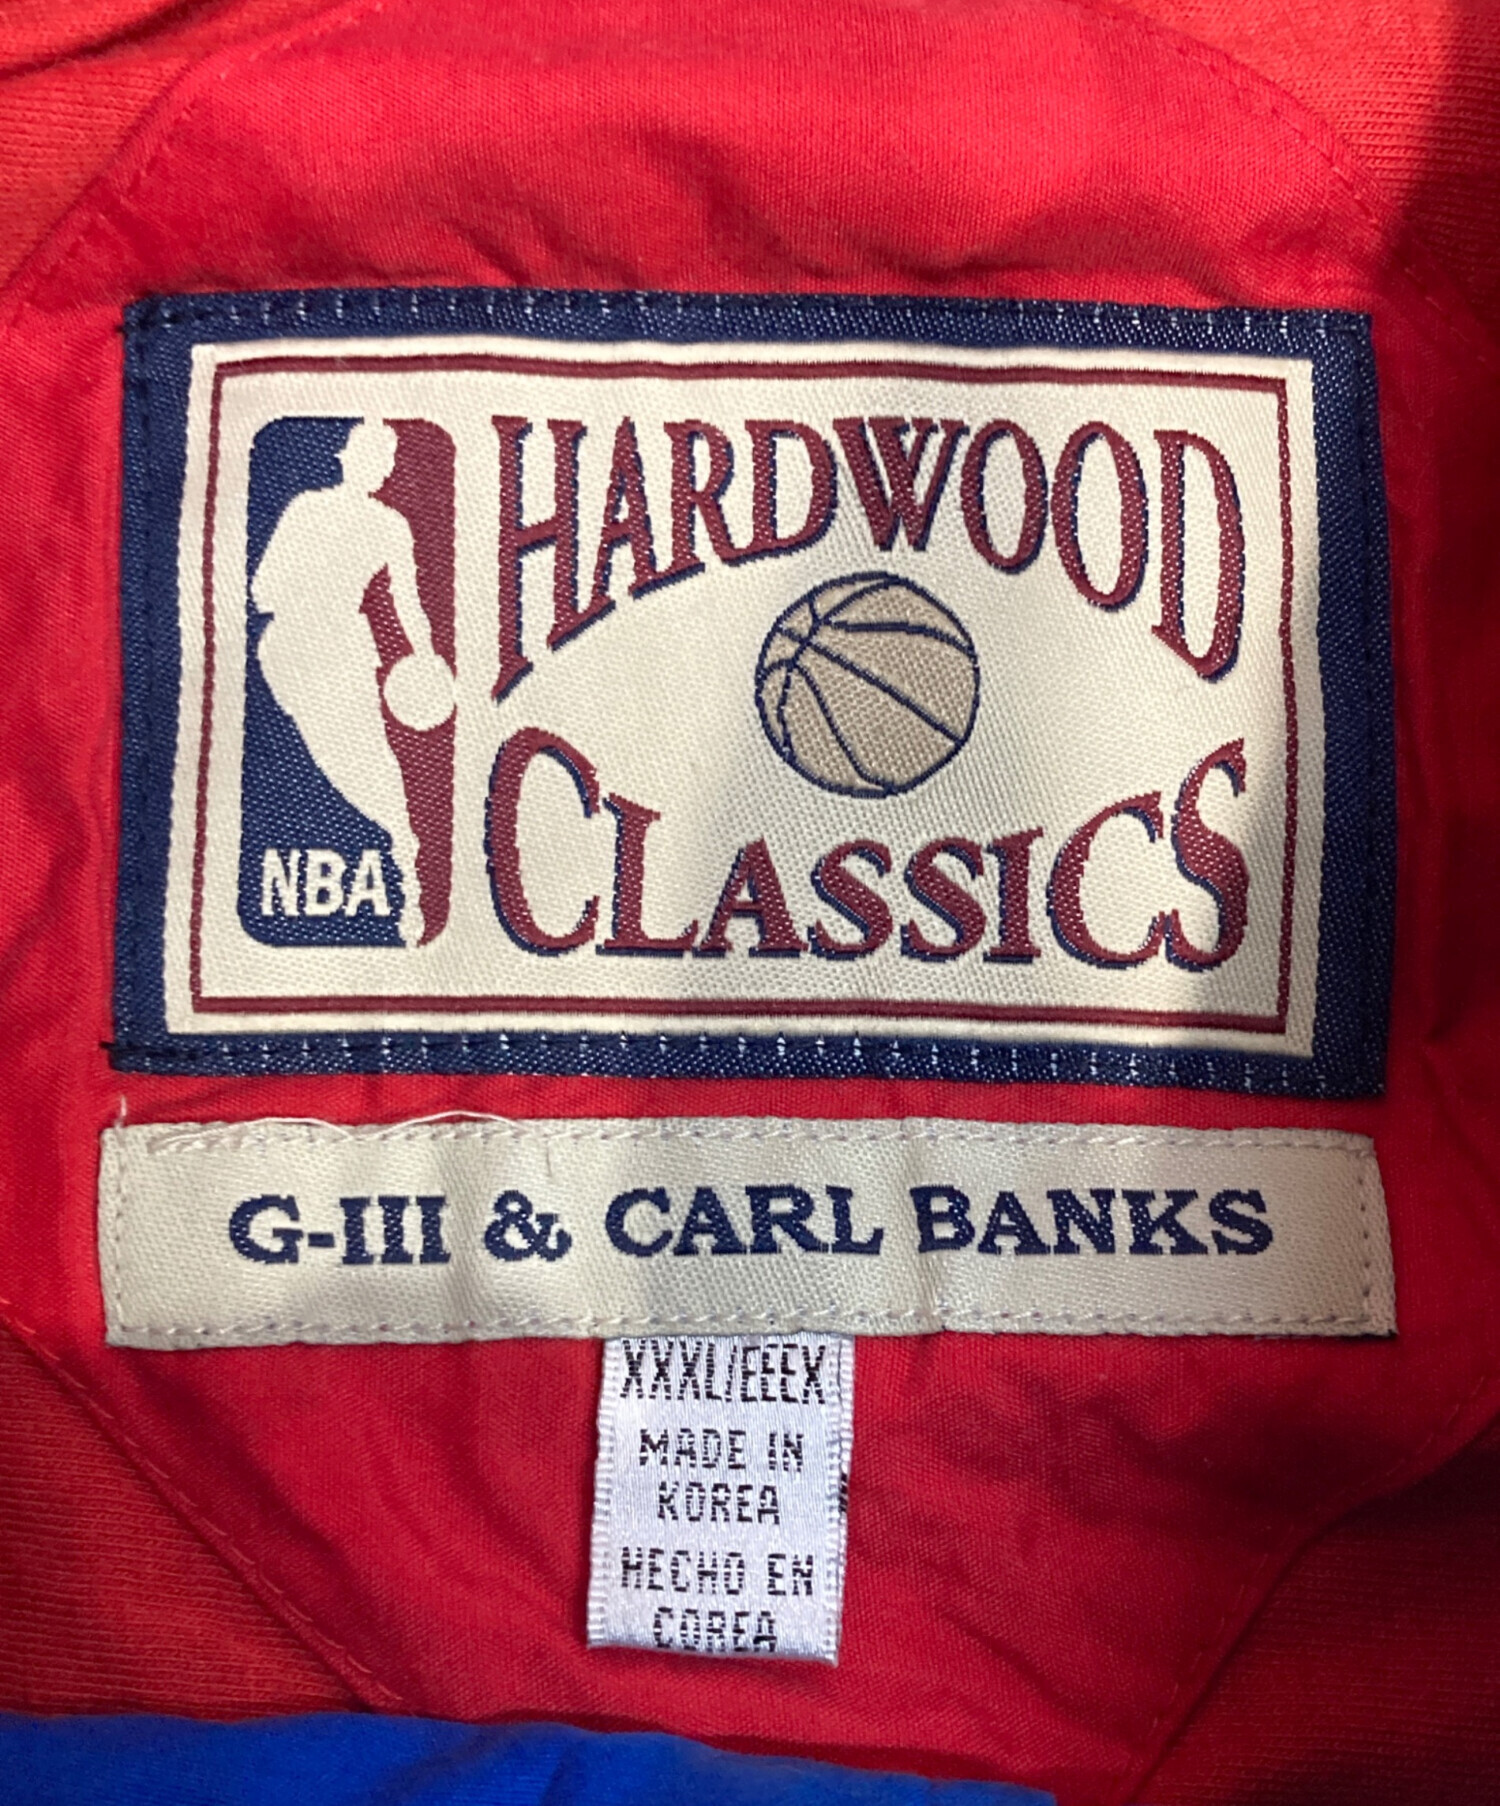 HARDWOOD
CLASSICS
NBA
G-III & CARL BANKS
XXXL/EEEX
MADE IN
KOREA
HECHO EN
COREA